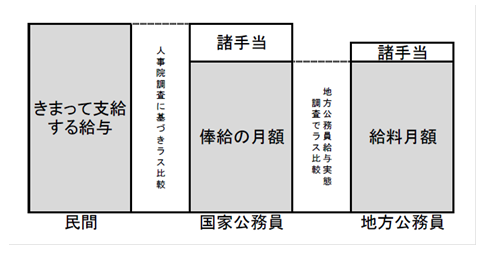 きまって支給
する給与
人事院調査に基づきラス比較
諸手当
俸給の月額
地方公務員給与実態
調査でラス比較
諸手当
給料月額
民間
国家公務員
地方公務員